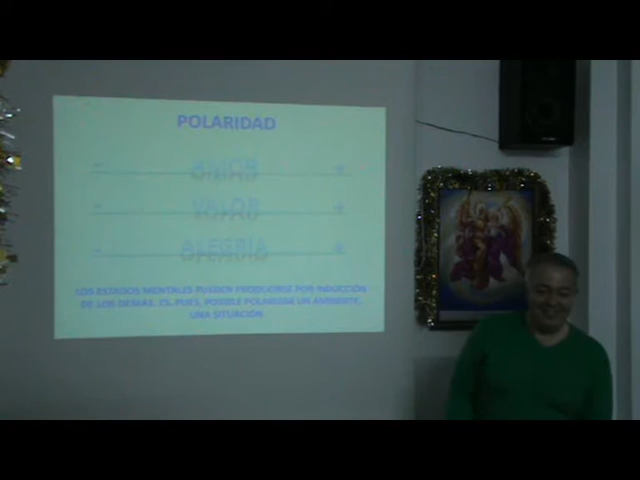 POLARIDAD
- AMOR +
- VALOR +
- ALEGRÍA +
LOS ESTADOS MENTALES PUEDEN PRODUCIRSE POR INDUCCIÓN
DE LOS DEMÁS. ES, PUES, POSIBLE POLARIZAR UN AMBIENTE,
UNA SITUACIÓN.